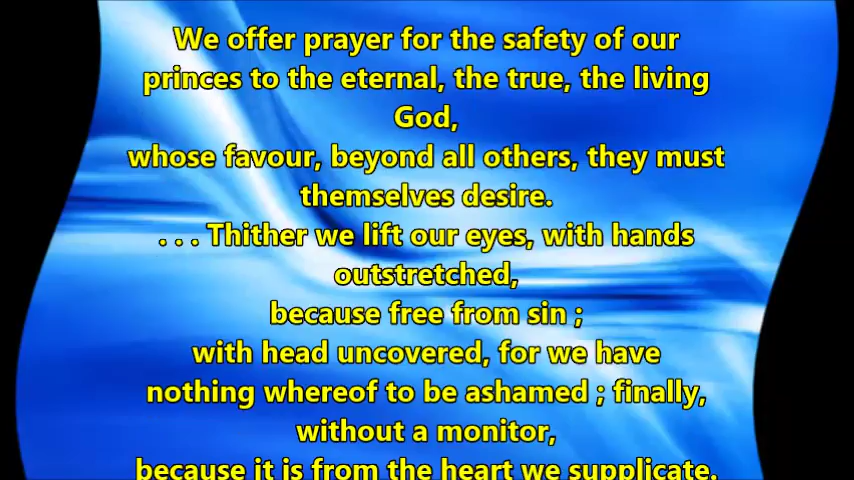 We offer prayer for the safety of our
princes to the eternal, the true, the living
God,
whose favour, beyond all others, they must
themselves desire.
. . . Thither we lift our eyes, with hands
outstretched,
because free from sin ;
with head uncovered, for we have
nothing whereof to be ashamed ; finally,
without a monitor,
because it is from the heart we supplicate.